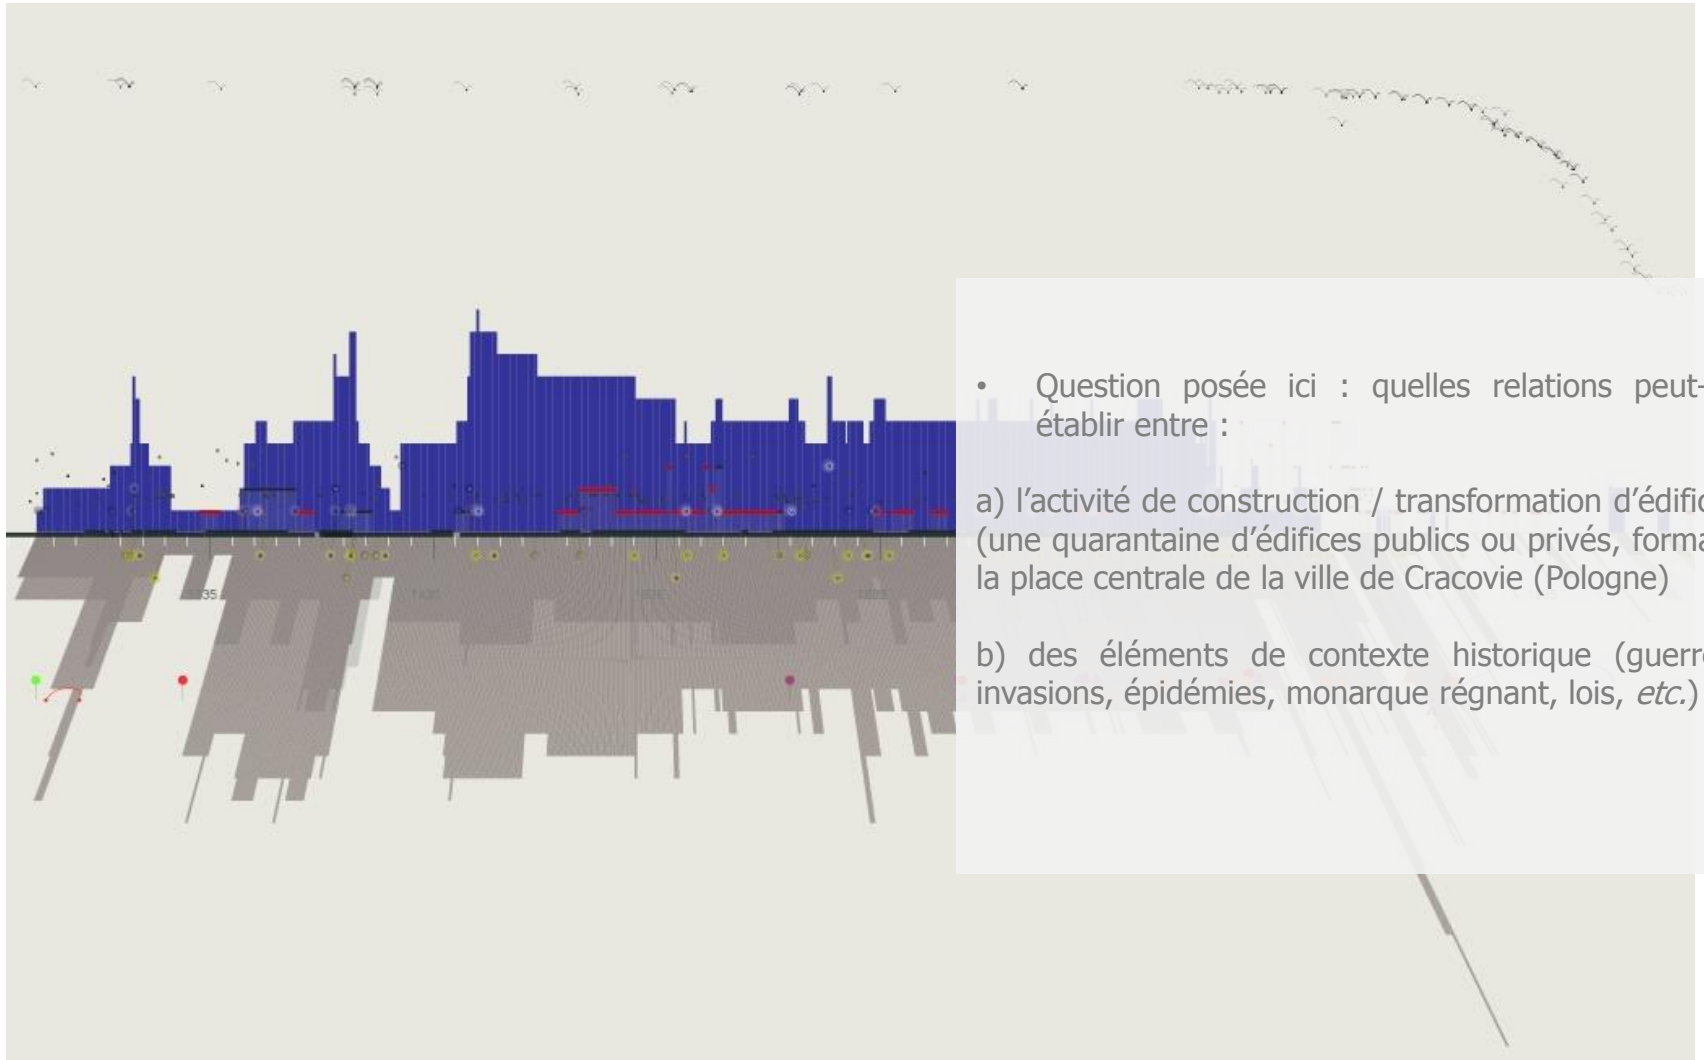 • Question posée ici : quelles relations peut-
établir entre :
a) l’activité de construction / transformation d’édific
(une quarantaine d’édifices publics ou privés, forma
la place centrale de la ville de Cracovie (Pologne)
b) des éléments de contexte historique (guerre
invasions, épidémies, monarque régnant, lois, etc.)